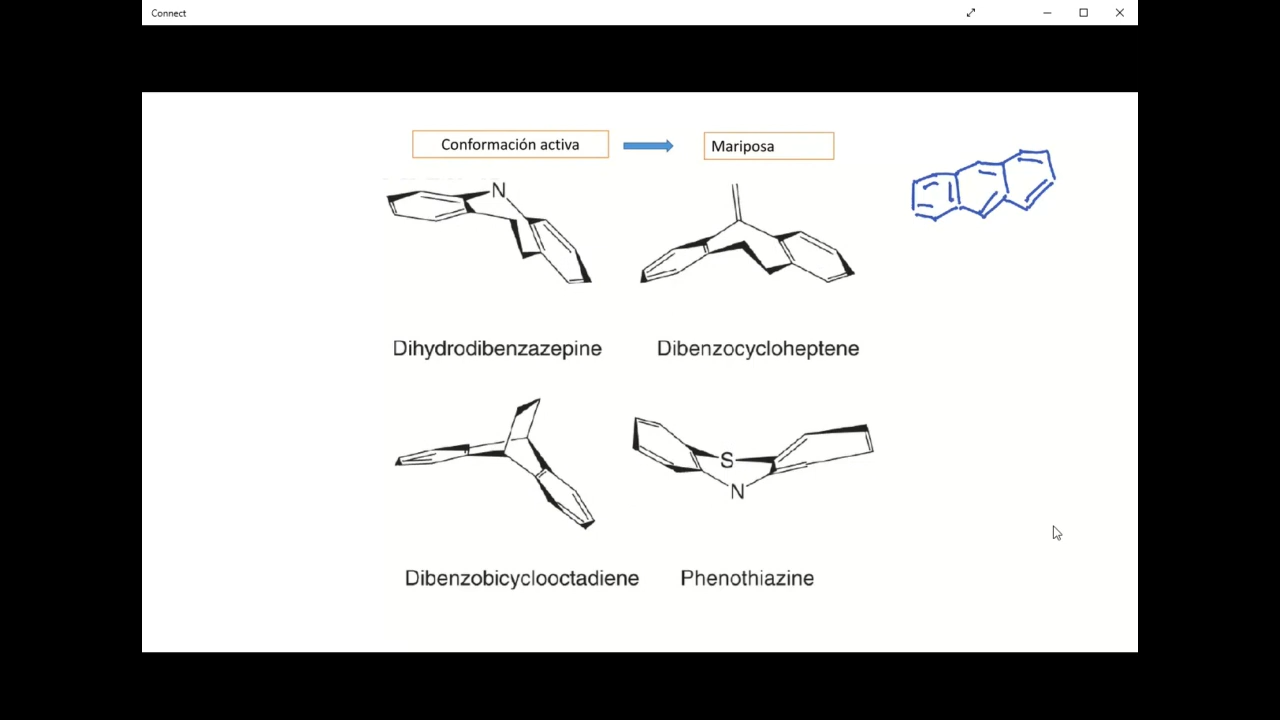 Connect
Conformación activa
Mariposa
N
Dihydrodibenzazepine
Dibenzocycloheptene
S
N
Dibenzobicyclooctadiene
Phenothiazine